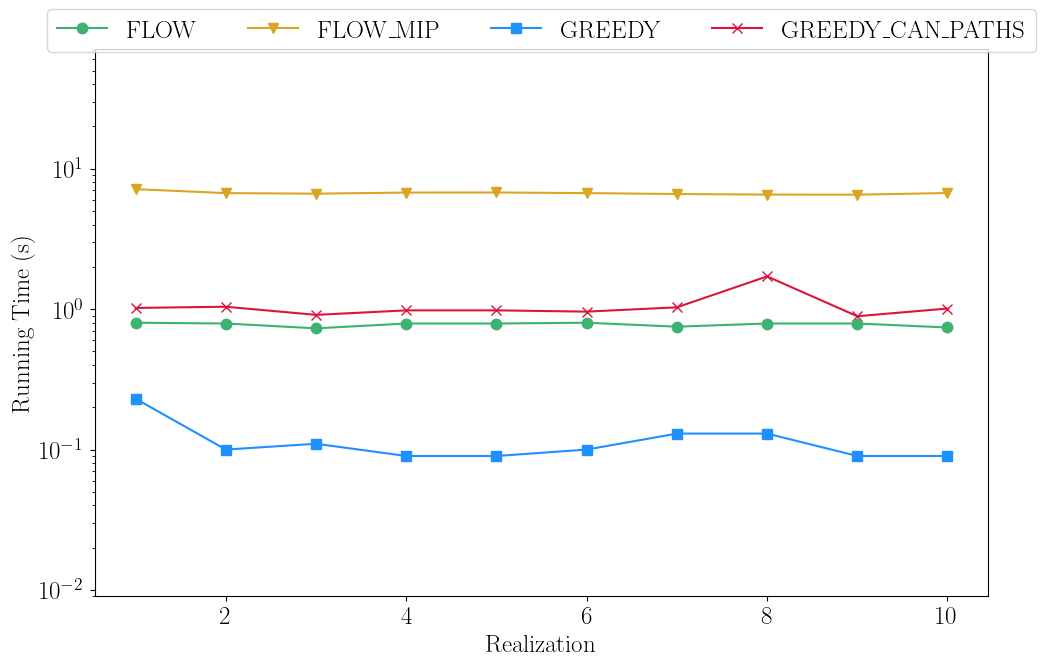 FLOW FLOW_MIP GREEDY GREEDY_CAN_PATHS
10^1
10^0
10^-1
10^-2
Running Time (s)
2 4 6 8 10
Realization